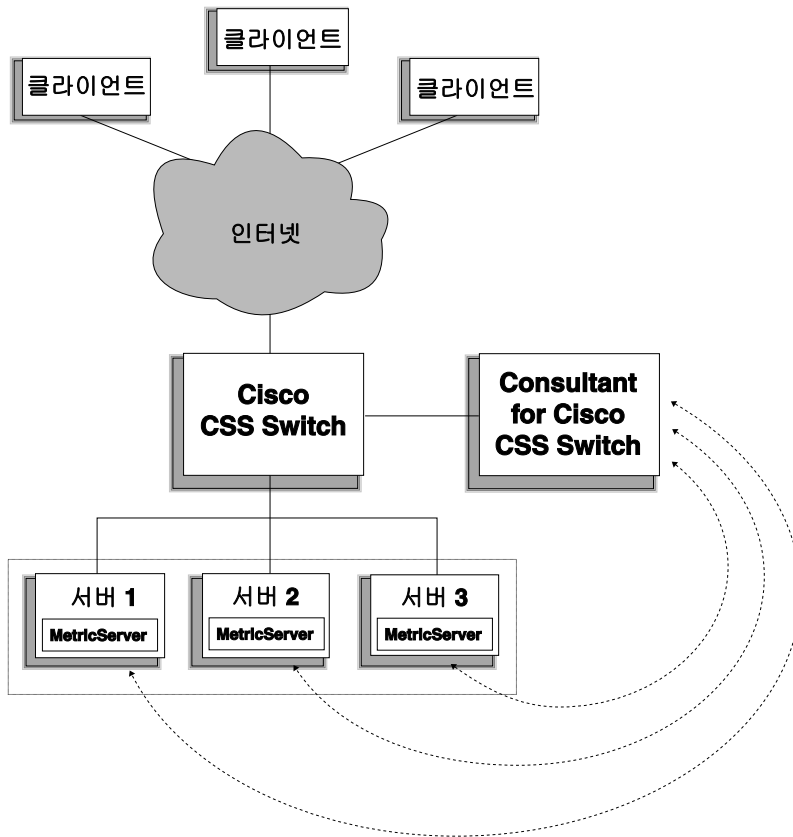 클라이언트
클라이언트
클라이언트
인터넷
Cisco
CSS Switch
Consultant
for Cisco
CSS Switch
서버 1
MetricServer
서버 2
MetricServer
서버 3
MetricServer